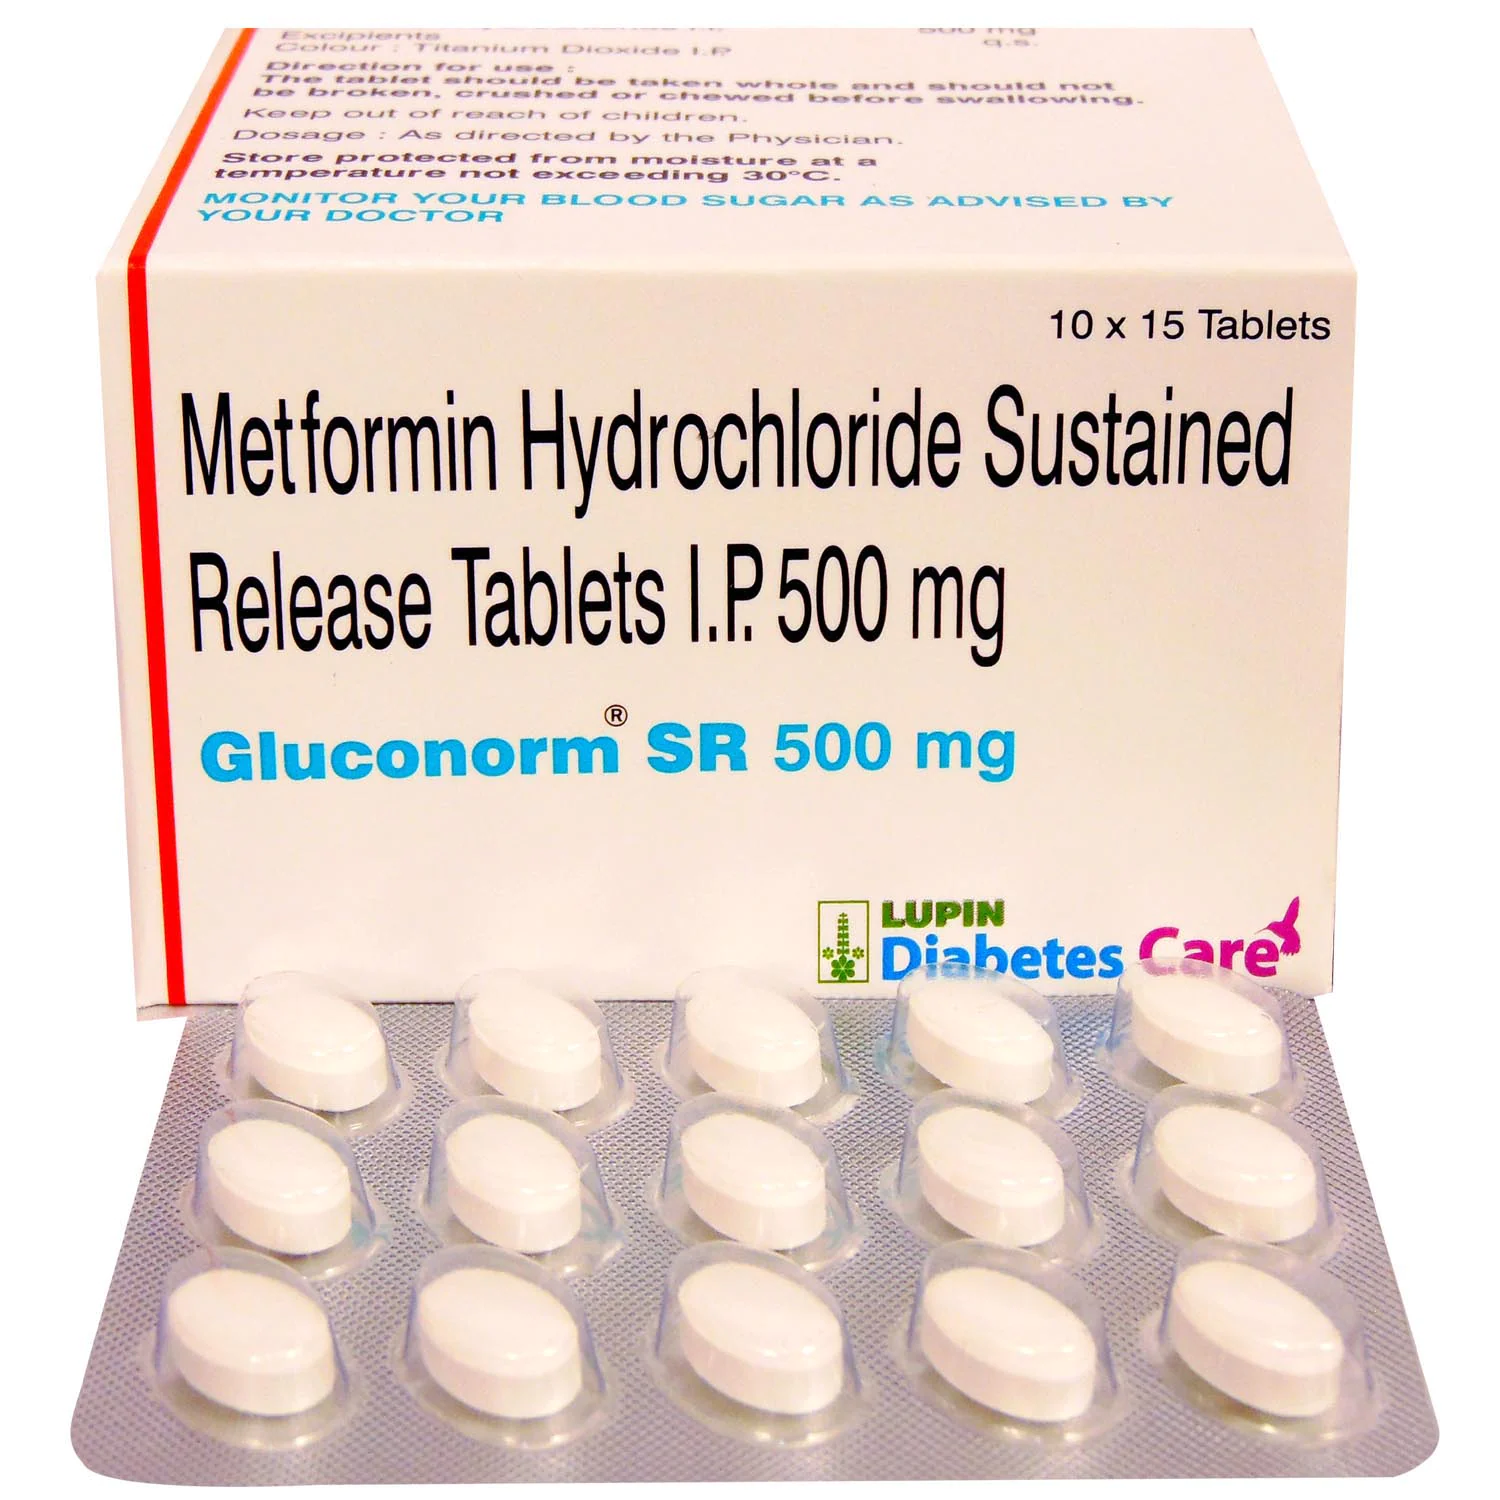 Excipients q.s.
Colour : Titanium Dioxide I.P.
Direction for use :
The tablet should be taken whole and should not
be broken, crushed or chewed before swallowing.
Keep out of reach of children.
Dosage : As directed by the Physician.
Store protected from moisture at a
temperature not exceeding 30°C.
MONITOR YOUR BLOOD SUGAR AS ADVISED BY
YOUR DOCTOR
10 x 15 Tablets
Metformin Hydrochloride Sustained
Release Tablets I.P. 500 mg
Gluconorm® SR 500 mg
LUPIN
Diabetes Care